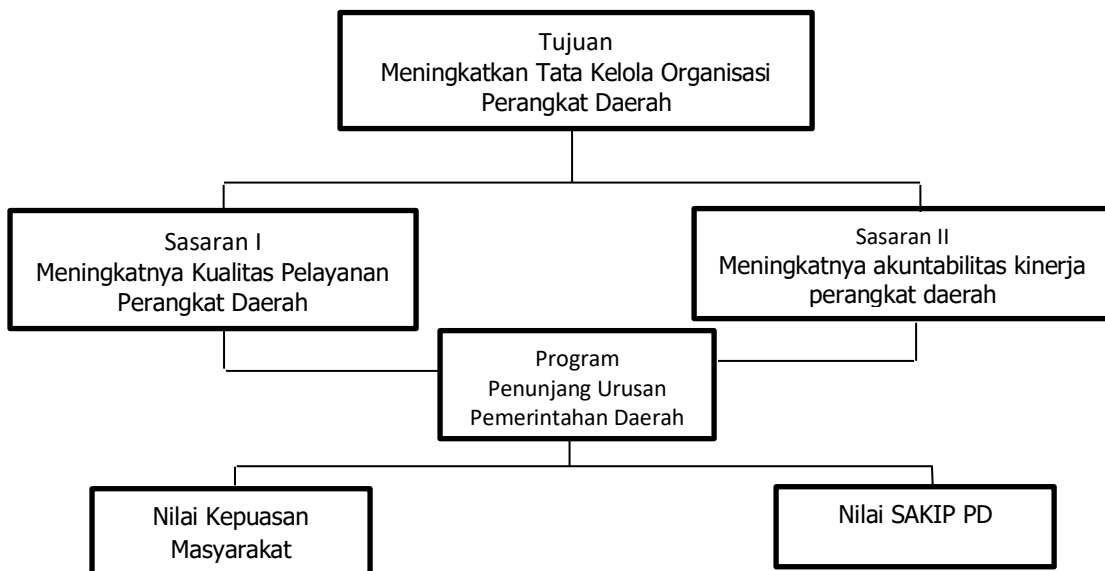 Tujuan
Meningkatkan Tata Kelola Organisasi
Perangkat Daerah
Sasaran I
Meningkatnya Kualitas Pelayanan
Perangkat Daerah
Sasaran II
Meningkatnya akuntabilitas kinerja
perangkat daerah
Program
Penunjang Urusan
Pemerintahan Daerah
Nilai Kepuasan
Masyarakat
Nilai SAKIP PD